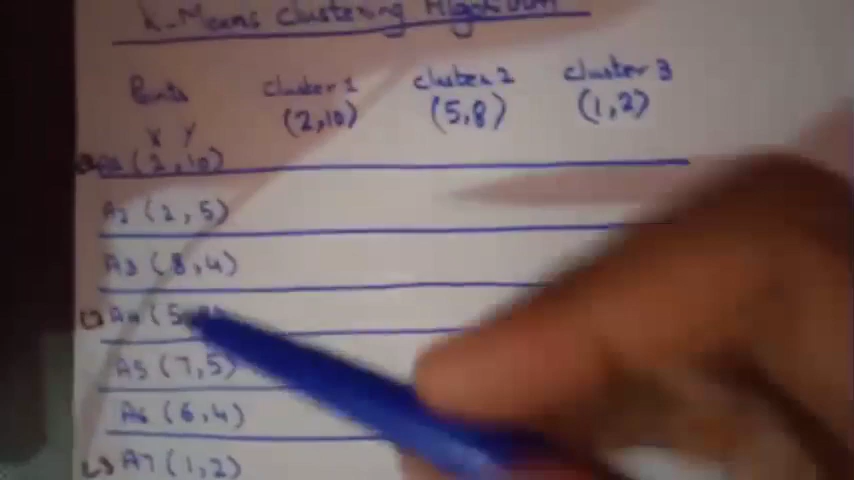 K-Means Clustering Algorithm
Points Cluster 1 Cluster 2 Cluster 3
(2,10) (5,8) (1,2)
X Y
(2,10)
A2 (2,5)
A3 (8,4)
A4 (5,
A5 (7,5)
A6 (6,4)
A7 (1,2)